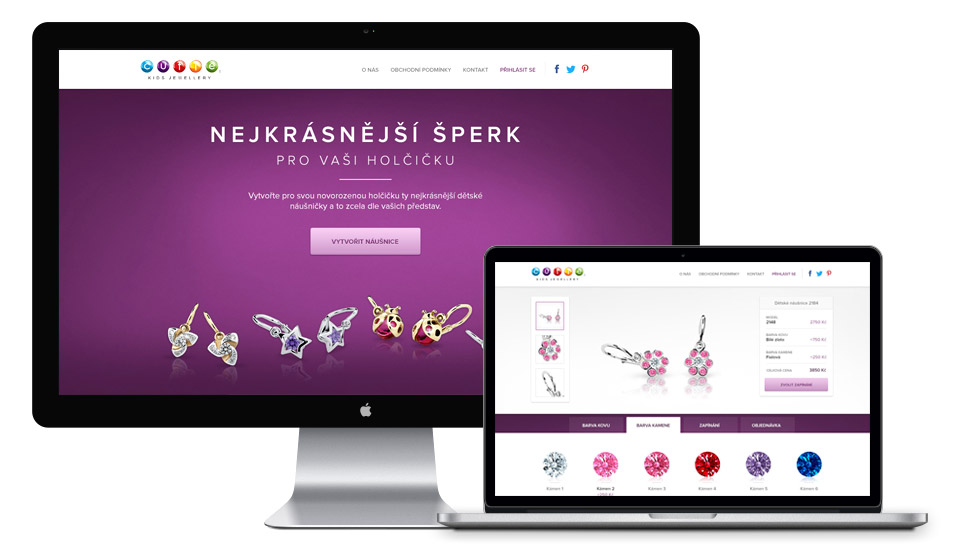 cutie
KIDS JEWELLERY
O NÁS OBCHODNÍ PODMÍNKY KONTAKT PŘIHLÁSIT SE
NEJKRÁSNĚJŠÍ ŠPERK
PRO VAŠI HOLČIČKU
Vytvořte pro svou novorozenou holčičku ty nejkrásnější dětské
náušničky a to zcela dle vašich představ.
VYTVOŘIT NÁUŠNICE
cutie
KIDS JEWELLERY
O NÁS OBCHODNÍ PODMÍNKY KONTAKT PŘIHLÁSIT SE
Dětské náušnice 2184
MODEL
2148 2750 Kč
BARVA KOVU
Bílé zlato +750 Kč
BARVA KAMENE
Růžová +250 Kč
CELKOVÁ CENA 3850 Kč
ZVOLIT ZAPÍNÁNÍ
BARVA KOVU BARVA KAMENE ZAPÍNÁNÍ OBJEDNÁVKA
Kámen 1 Kámen 2 Kámen 3 Kámen 4 Kámen 5 Kámen 6
+250 Kč